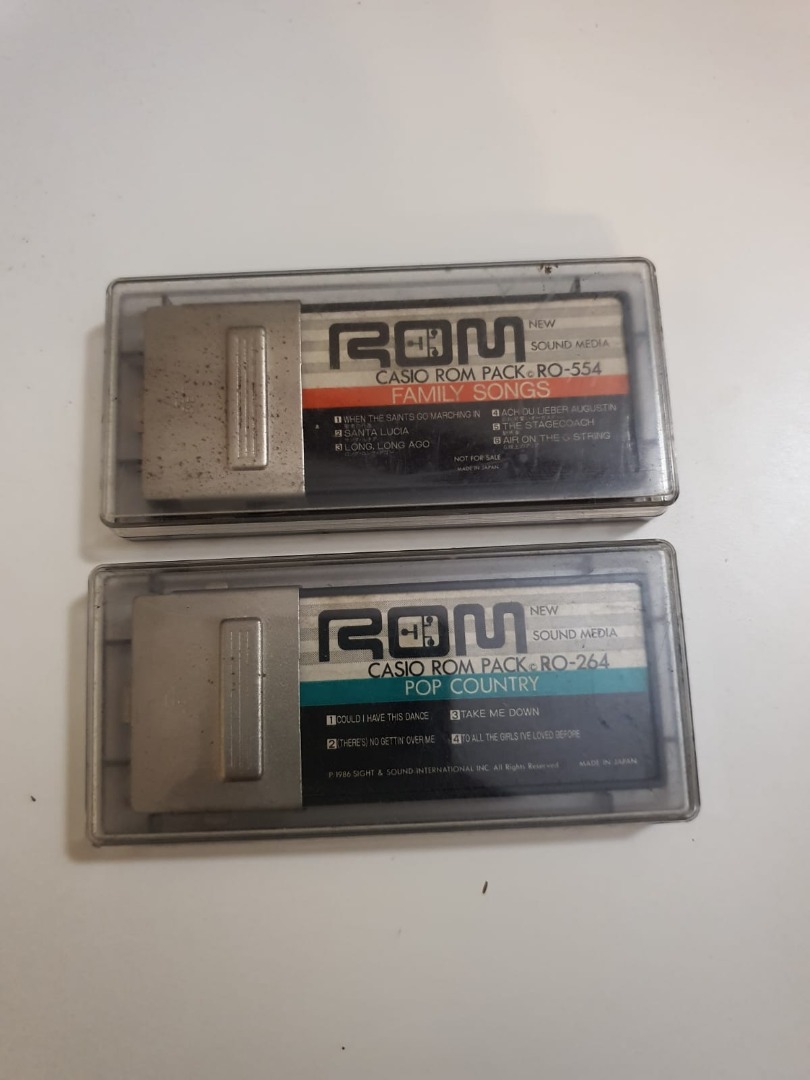 ROM NEW
SOUND MEDIA
CASIO ROM PACK © RO-554
FAMILY SONGS
1 WHEN THE SAINTS GO MARCHING IN
2 SANTA LUCIA
3 LONG, LONG AGO
4 ACH DU LIEBER AUGUSTIN
5 THE STAGECOACH
6 AIR ON THE G STRING
NOT FOR SALE
MADE IN JAPAN
ROM NEW
SOUND MEDIA
CASIO ROM PACK © RO-264
POP COUNTRY
1 COULD I HAVE THIS DANCE
2 (THERE'S) NO GETTIN' OVER ME
3 TAKE ME DOWN
4 TO ALL THE GIRLS I'VE LOVED BEFORE
P 1986 SIGHT & SOUND INTERNATIONAL INC. All Rights Reserved MADE IN JAPAN